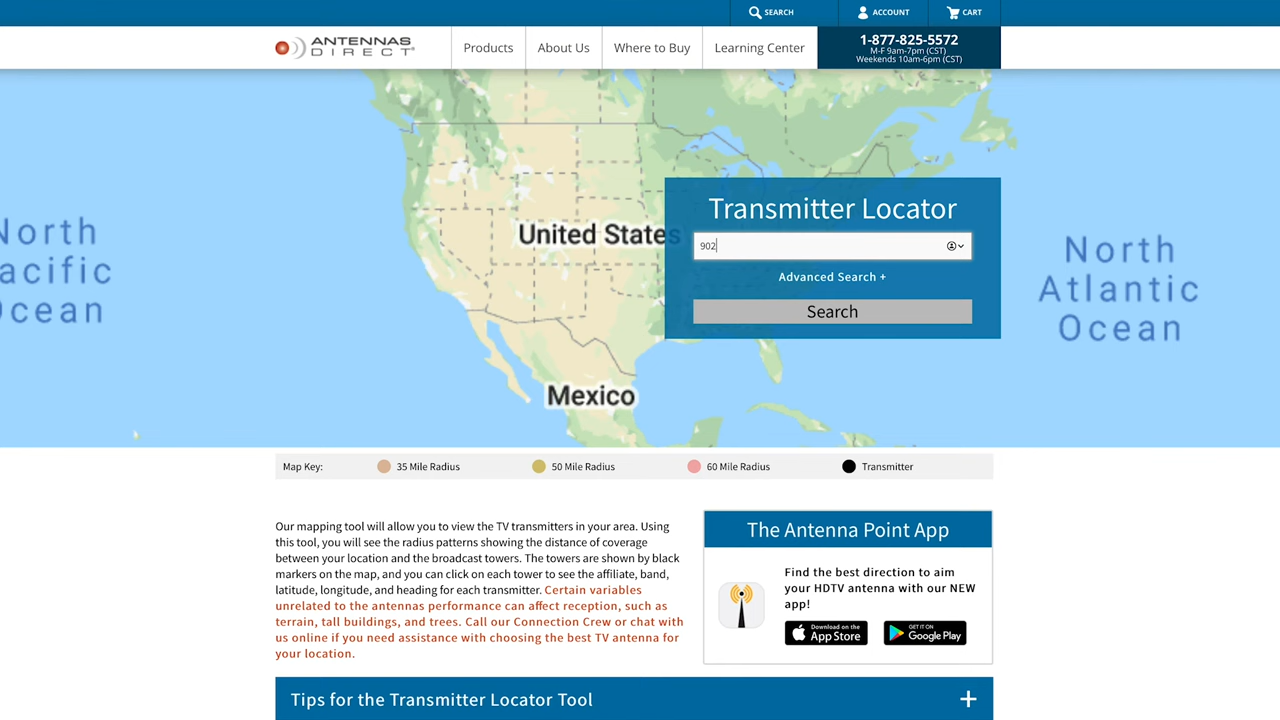 SEARCH
ACCOUNT
CART
ANTENNAS
DIRECT
Products
About Us
Where to Buy
Learning Center
1-877-825-5572
M-F 9am-7pm (CST)
Weekends 10am-6pm (CST)
North
acific
cean
United States
Mexico
North
Atlantic
Ocean
Transmitter Locator
902
Advanced Search +
Search
Map Key:
35 Mile Radius
50 Mile Radius
60 Mile Radius
Transmitter
Our mapping tool will allow you to view the TV transmitters in your area. Using
this tool, you will see the radius patterns showing the distance of coverage
between your location and the broadcast towers. The towers are shown by black
markers on the map, and you can click on each tower to see the affiliate, band,
latitude, longitude, and heading for each transmitter. Certain variables
unrelated to the antennas performance can affect reception, such as
terrain, tall buildings, and trees. Call our Connection Crew or chat with
us online if you need assistance with choosing the best TV antenna for
your location.
The Antenna Point App
Find the best direction to aim
your HDTV antenna with our NEW
app!
Download on the
App Store
GET IT ON
Google Play
Tips for the Transmitter Locator Tool
+